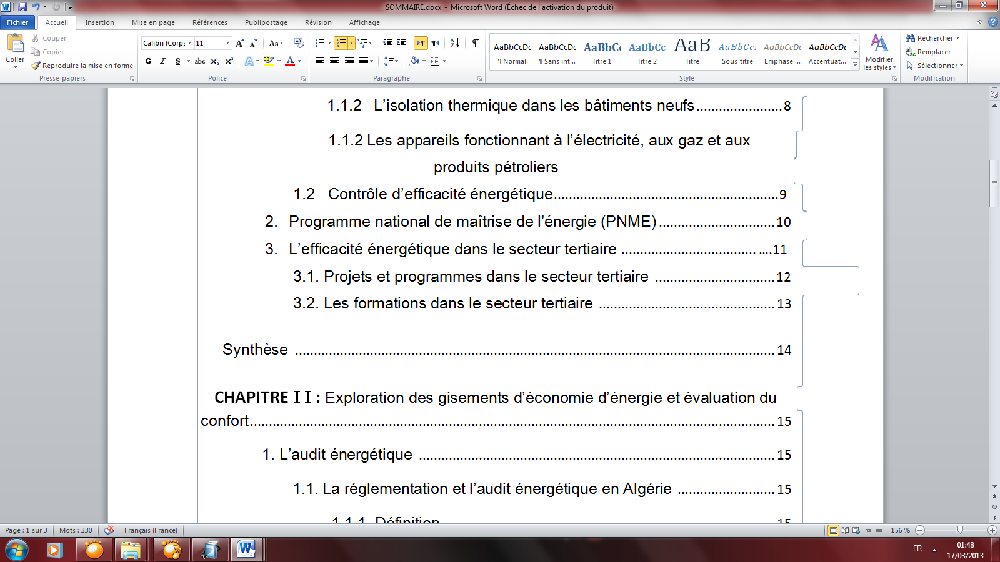 SOMMAIRE.docx - Microsoft Word (Échec de l'activation du produit)
Fichier Accueil Insertion Mise en page Références Publipostage Révision Affichage
Coller
Couper
Copier
Reproduire la mise en forme
Presse-papiers
Calibri (Corps 11
G I S abc x₂ x²
Police
Paragraphe
AaBbCcDc AaBbCcDc AaBbCc AaBbCc AaB AaBbCc. AaBbCcDc AaBbCcDc
¶ Normal ¶ Sans int... Titre 1 Titre 2 Titre Sous-titre Emphase ... Accentuat...
Style
Modifier
les styles
Rechercher
Remplacer
Sélectionner
Modification
1.1.2 L’isolation thermique dans les bâtiments neufs.......................8
1.1.2 Les appareils fonctionnant à l’électricité, aux gaz et aux
produits pétroliers
1.2 Contrôle d’efficacité énergétique............................................................9
2. Programme national de maîtrise de l'énergie (PNME)...............................10
3. L’efficacité énergétique dans le secteur tertiaire .................................... ....11
3.1. Projets et programmes dans le secteur tertiaire ................................12
3.2. Les formations dans le secteur tertiaire ...............................................13
Synthèse ................................................................................................................................14
CHAPITRE I I : Exploration des gisements d’économie d’énergie et évaluation du
confort............................................................................................................................................15
1. L’audit énergétique ...............................................................................................15
1.1. La réglementation et l’audit énergétique en Algérie ..........................15
1.1.1. Définition 15
Page : 1 sur 3 Mots : 330 Français (France) 156 %
FR 01:48
17/03/2013